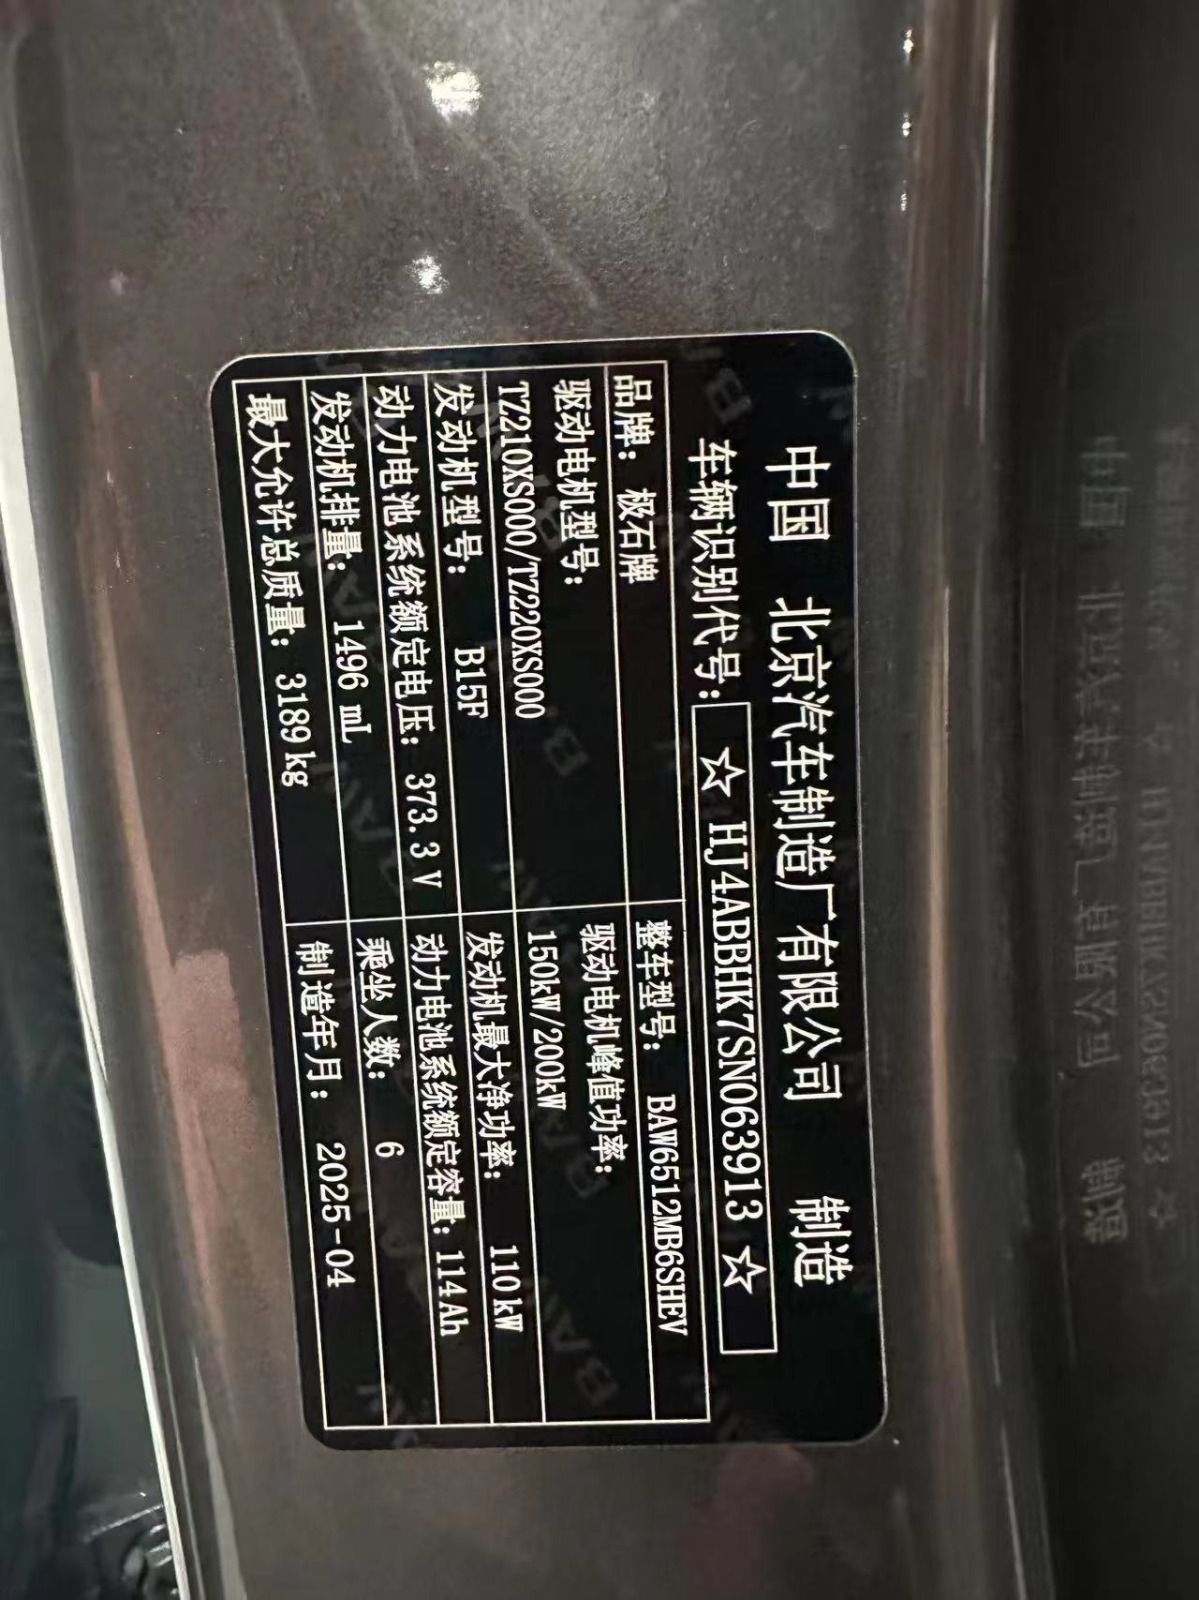 中国 北京汽车制造厂有限公司 制造
车辆识别代号: ☆HJ4ABBHK7SN063913☆
品牌: 极石牌 整车型号: BAW6512MB6SHEV
驱动电机型号: 驱动电机峰值功率:
TZ210XS000/TZ220XS000 150kW/200kW
发动机型号: B15F 发动机最大净功率: 110kW
动力电池系统额定电压: 373.3 V 动力电池系统额定容量: 114Ah
发动机排量: 1496 mL 乘坐人数: 6
最大允许总质量: 3189kg 制造年月: 2025-04